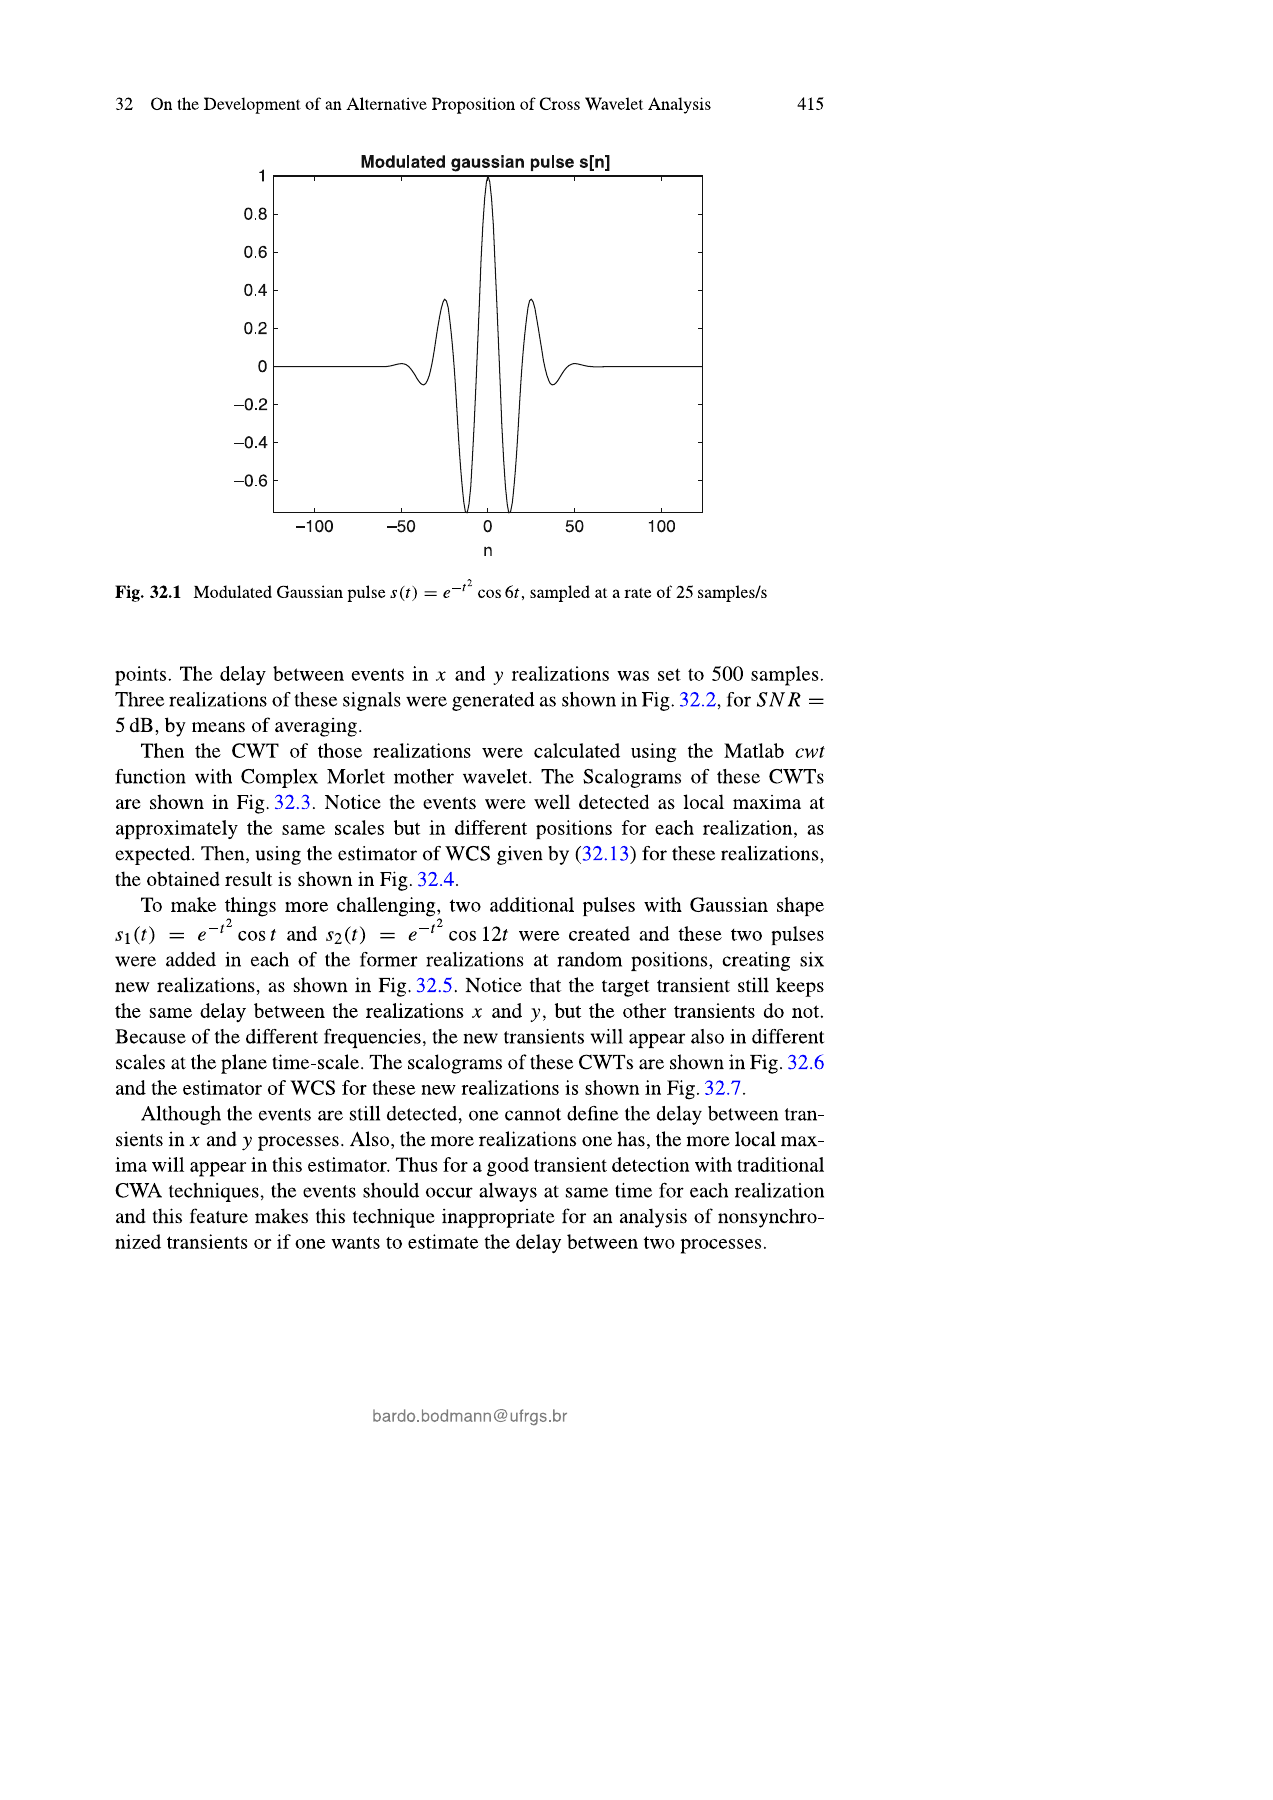 32 On the Development of an Alternative Proposition of Cross Wavelet Analysis 415
Modulated gaussian pulse s[n]
1
0.8
0.6
0.4
0.2
0
−0.2
−0.4
−0.6
−100 −50 0 50 100
n
Fig. 32.1 Modulated Gaussian pulse s(t) = e^{−t^2} cos 6t, sampled at a rate of 25 samples/s
points. The delay between events in x and y realizations was set to 500 samples.
Three realizations of these signals were generated as shown in Fig. 32.2, for SNR =
5 dB, by means of averaging.
Then the CWT of those realizations were calculated using the Matlab cwt
function with Complex Morlet mother wavelet. The Scalograms of these CWTs
are shown in Fig. 32.3. Notice the events were well detected as local maxima at
approximately the same scales but in different positions for each realization, as
expected. Then, using the estimator of WCS given by (32.13) for these realizations,
the obtained result is shown in Fig. 32.4.
To make things more challenging, two additional pulses with Gaussian shape
s₁(t) = e^{−t^2} cos t and s₂(t) = e^{−t^2} cos 12t were created and these two pulses
were added in each of the former realizations at random positions, creating six
new realizations, as shown in Fig. 32.5. Notice that the target transient still keeps
the same delay between the realizations x and y, but the other transients do not.
Because of the different frequencies, the new transients will appear also in different
scales at the plane time-scale. The scalograms of these CWTs are shown in Fig. 32.6
and the estimator of WCS for these new realizations is shown in Fig. 32.7.
Although the events are still detected, one cannot define the delay between tran-
sients in x and y processes. Also, the more realizations one has, the more local max-
ima will appear in this estimator. Thus for a good transient detection with traditional
CWA techniques, the events should occur always at same time for each realization
and this feature makes this technique inappropriate for an analysis of nonsynchro-
nized transients or if one wants to estimate the delay between two processes.
bardo.bodmann@ufrgs.br